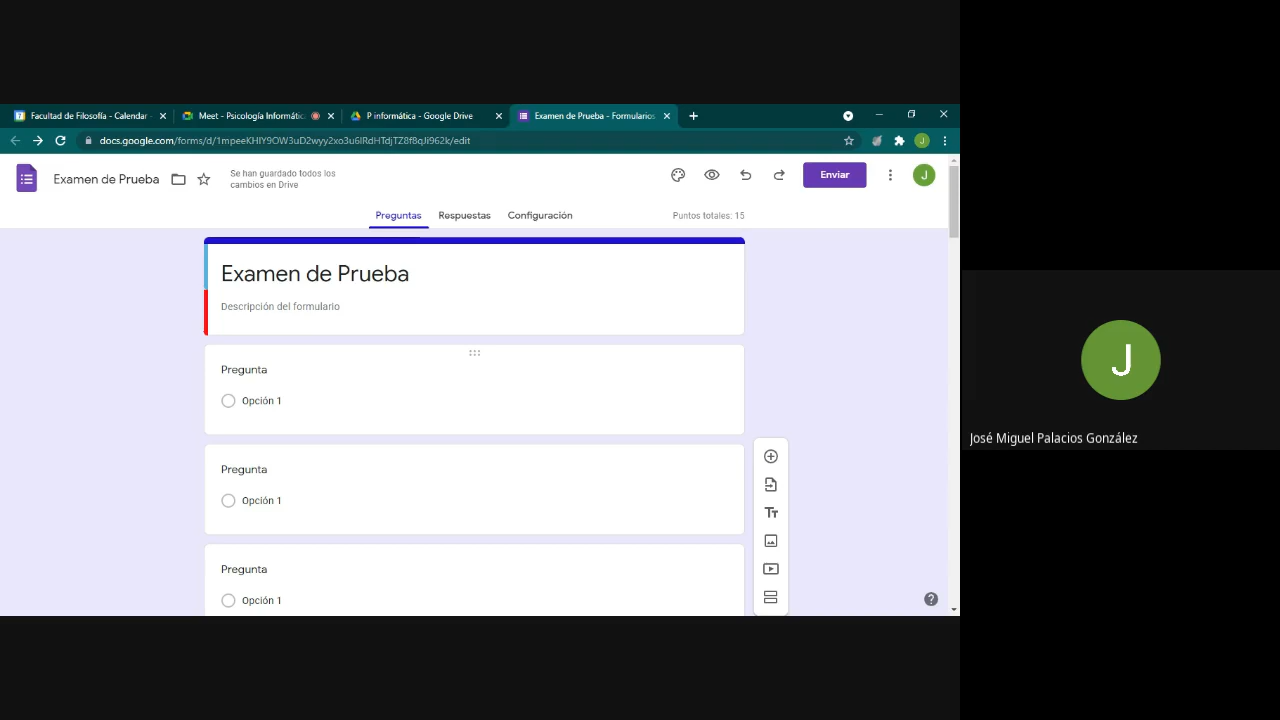 Facultad de Filosofía - Calendar
Meet - Psicología Informátic
P informática - Google Drive
Examen de Prueba - Formularios
docs.google.com/forms/d/1mpeeKHIY9OW3uD2wyy2xo3u6lRdHTdjTZ8f8qJi962k/edit
J
Examen de Prueba
Se han guardado todos los
cambios en Drive
Enviar
J
Preguntas
Respuestas
Configuración
Puntos totales: 15
Examen de Prueba
Descripción del formulario
Pregunta
Opción 1
Pregunta
Opción 1
Pregunta
Opción 1
Tт
J
José Miguel Palacios González